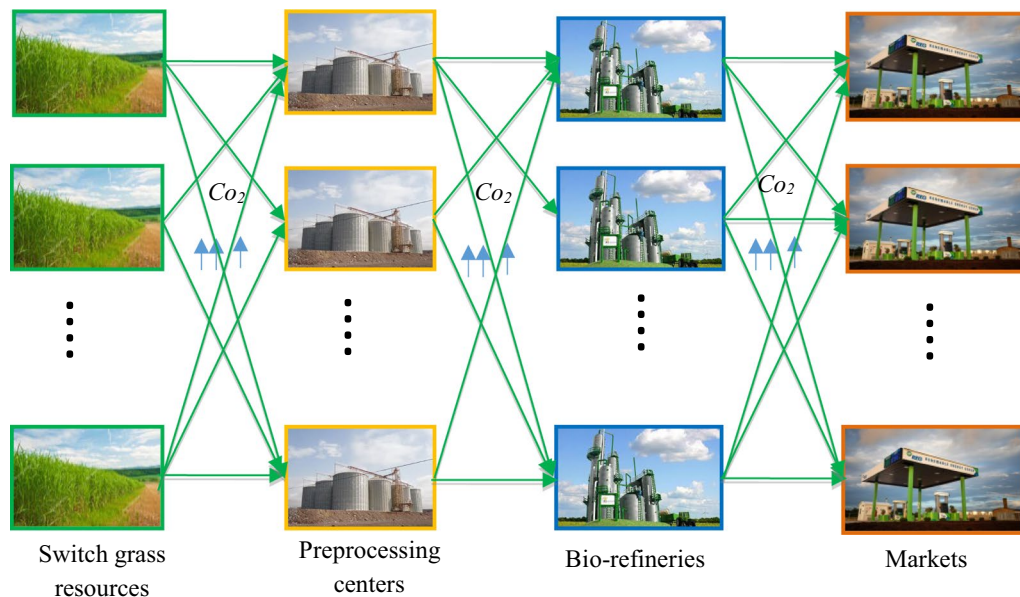 Co₂
Co₂
Co₂
Switch grass
resources
Preprocessing
centers
Bio-refineries
Markets